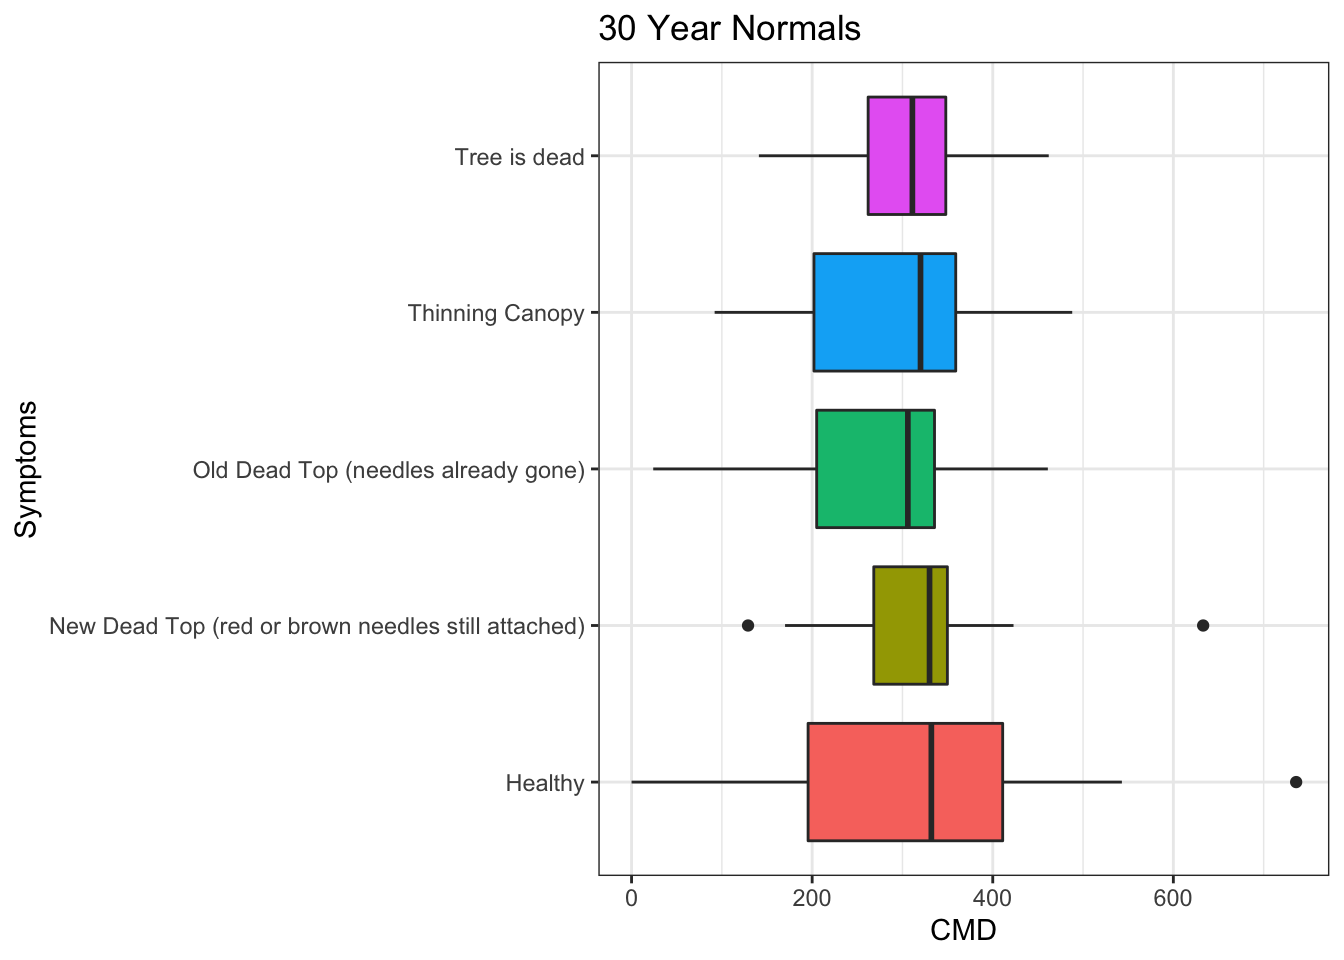 30 Year Normals
Tree is dead
Thinning Canopy
Old Dead Top (needles already gone)
New Dead Top (red or brown needles still attached)
Healthy
Symptoms
0 200 400 600
CMD